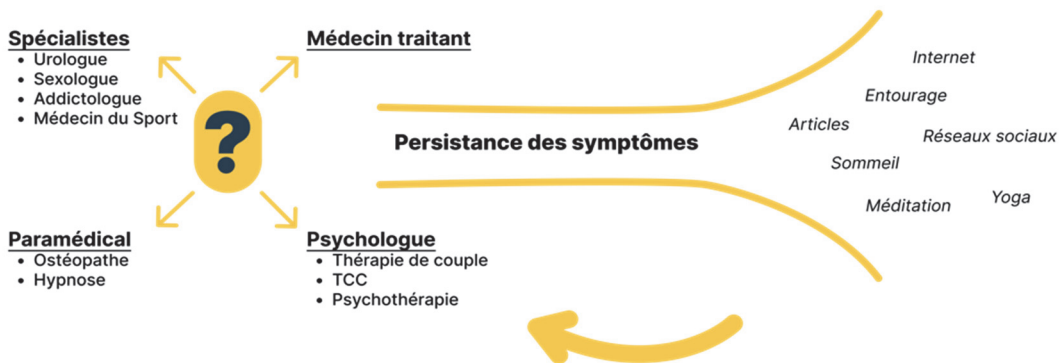 Spécialistes
• Urologue
• Sexologue
• Addictologue
• Médecin du Sport
Médecin traitant
?
Paramédical
• Ostéopathe
• Hypnose
Psychologue
• Thérapie de couple
• TCC
• Psychothérapie
Persistance des symptômes
Internet
Entourage
Articles
Réseaux sociaux
Sommeil
Méditation
Yoga